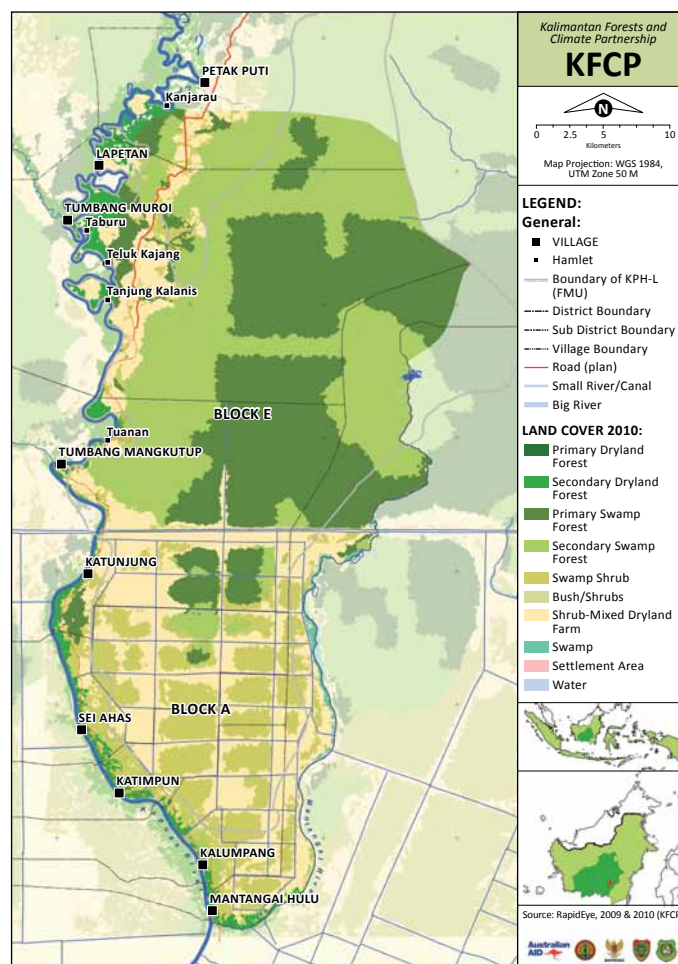 PETAK PUTI
Kanjarau
LAPETAN
TUMBANG MUROI
Taburu
Teluk Kajang
Tanjung Kalanis
BLOCK E
Tuanan
TUMBANG MANGKUTUP
KATUNJUNG
BLOCK A
SEI AHAS
KATIMPUN
KALUMPANG
MANTANGAI HULU
Kalimantan Forests and
Climate Partnership
KFCP
N
0 2.5 5 10
Kilometers
Map Projection: WGS 1984,
UTM Zone 50 M
LEGEND:
General:
VILLAGE
Hamlet
Boundary of KPH-L
(FMU)
District Boundary
Sub District Boundary
Village Boundary
Road (plan)
Small River/Canal
Big River
LAND COVER 2010:
Primary Dryland
Forest
Secondary Dryland
Forest
Primary Swamp
Forest
Secondary Swamp
Forest
Swamp Shrub
Bush/Shrubs
Shrub-Mixed Dryland
Farm
Swamp
Settlement Area
Water
Source: RapidEye, 2009 & 2010 (KFCP
Australian
AID